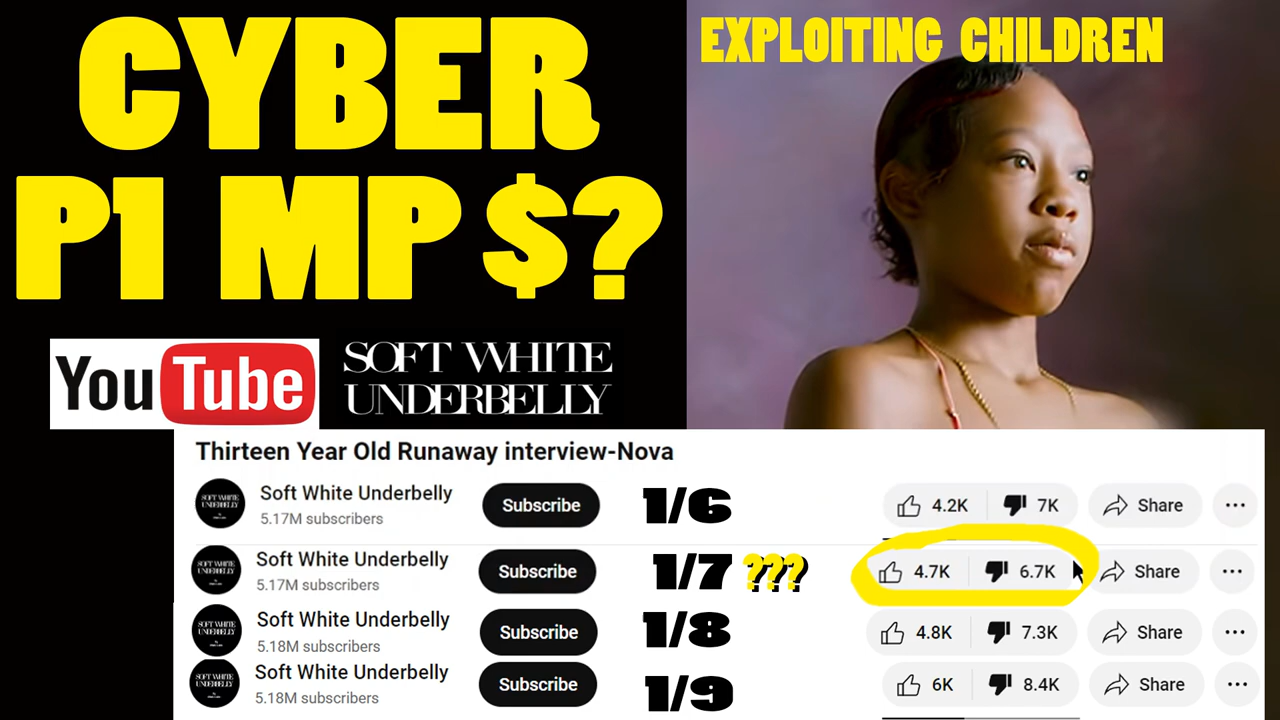 CYBER
P1 MP $?
EXPLOITING CHILDREN
YouTube
SOFT WHITE
UNDERBELLY
Thirteen Year Old Runaway interview-Nova
Soft White Underbelly
5.17M subscribers
Subscribe
1/6
4.2K
7K
Share
Soft White Underbelly
5.17M subscribers
Subscribe
1/7 ???
4.7K
6.7K
Share
Soft White Underbelly
5.18M subscribers
Subscribe
1/8
4.8K
7.3K
Share
Soft White Underbelly
5.18M subscribers
Subscribe
1/9
6K
8.4K
Share